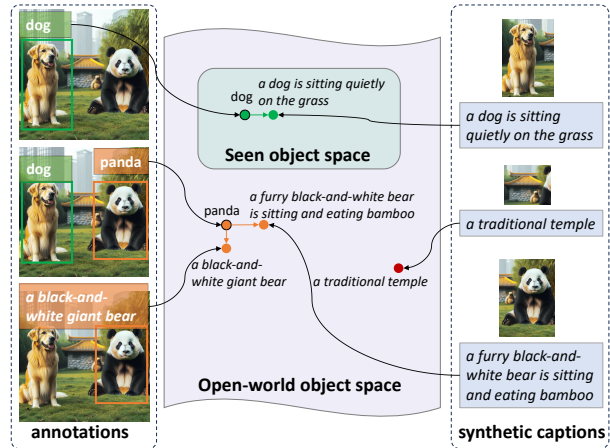 dog
dog
panda
a black-and-
white giant bear
annotations
a dog is sitting quietly
on the grass
dog
Seen object space
a furry black-and-white bear
is sitting and eating bamboo
panda
a black-and-
white giant bear
a traditional temple
Open-world object space
a dog is sitting
quietly on the grass
a traditional temple
a furry black-and-
white bear is sitting
and eating bamboo
synthetic captions